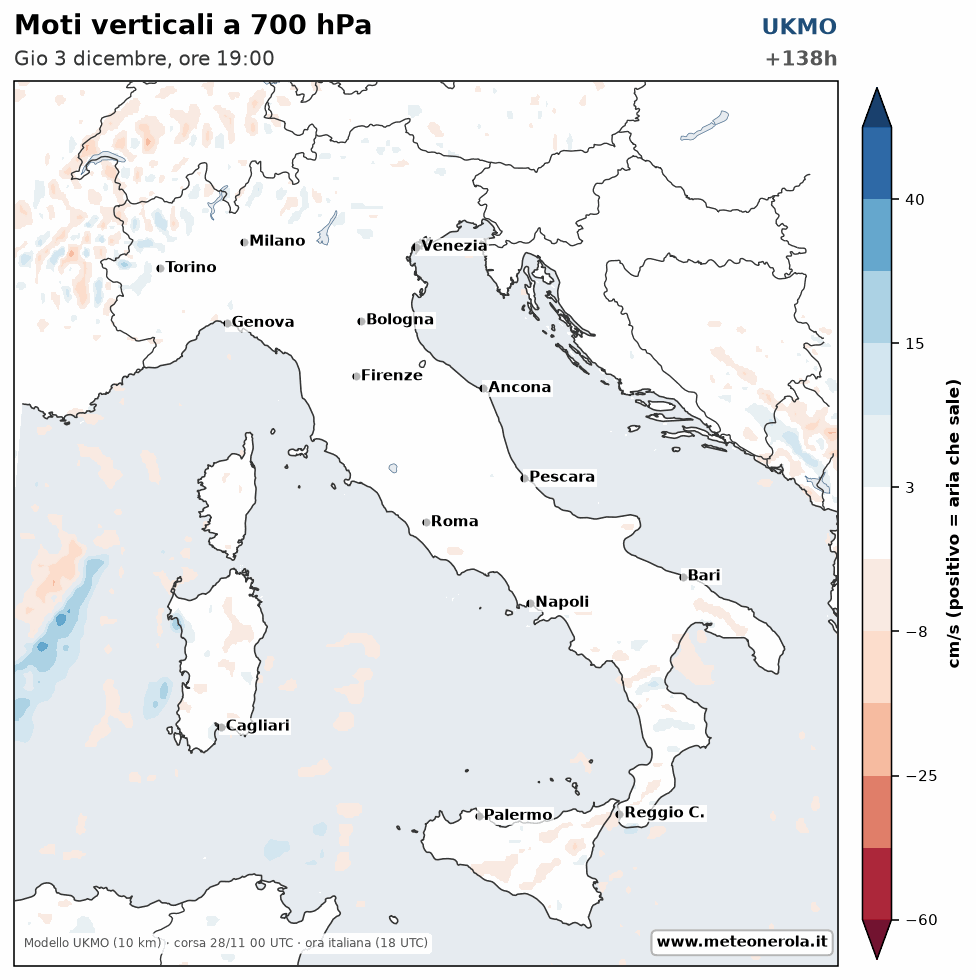 Moti verticali a 700 hPa
UKMO
Gio 3 dicembre, ore 19:00
+138h
Milano
Venezia
Torino
Genova
Bologna
Firenze
Ancona
Pescara
Roma
Bari
Napoli
Cagliari
Palermo
Reggio C.
40
15
3
−8
−25
−60
cm/s (positivo = aria che sale)
Modello UKMO (10 km) · corsa 28/11 00 UTC · ora italiana (18 UTC)
www.meteonerola.it